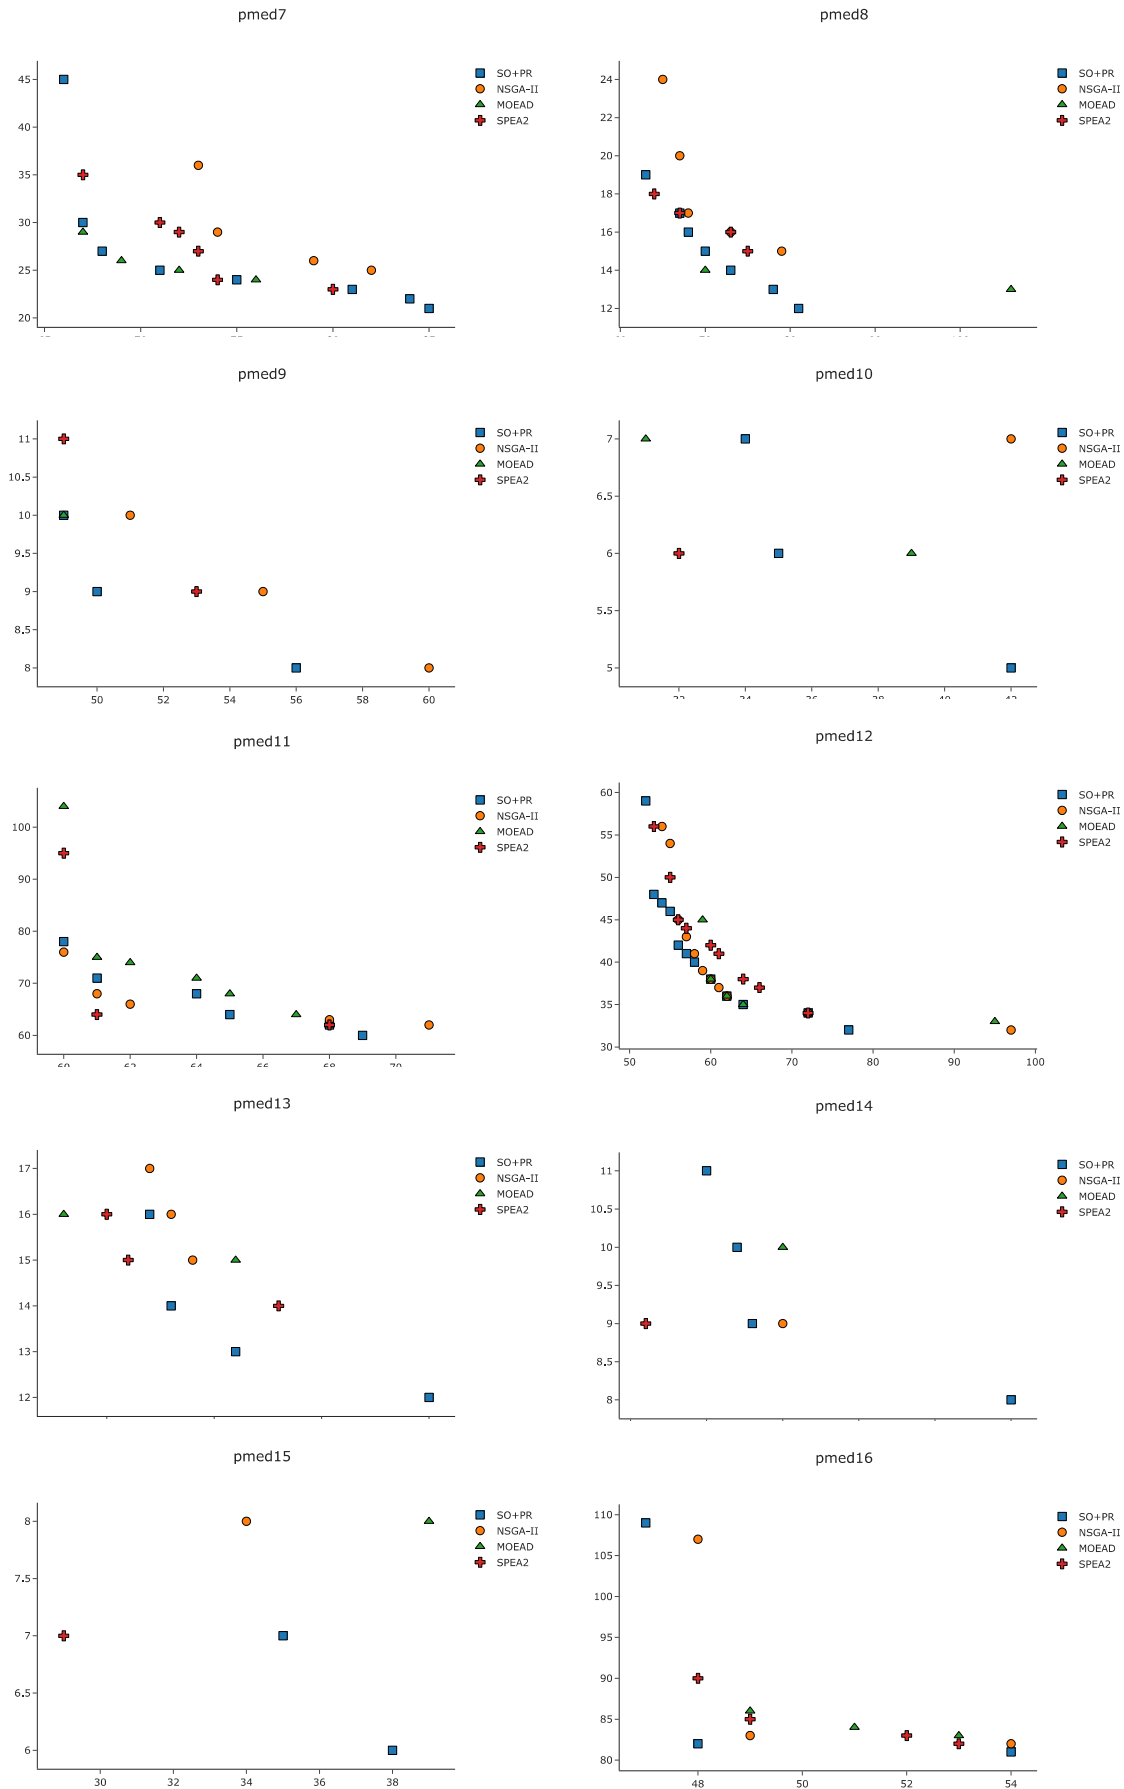 pmed7
45
40
35
30
25
20
SO+PR
NSGA-II
MOEAD
SPEA2
pmed8
24
22
20
18
16
14
12
SO+PR
NSGA-II
MOEAD
SPEA2
pmed9
11
10.5
10
9.5
9
8.5
8
50 52 54 56 58 60
SO+PR
NSGA-II
MOEAD
SPEA2
pmed10
7
6.5
6
5.5
5
SO+PR
NSGA-II
MOEAD
SPEA2
pmed11
100
90
80
70
60
SO+PR
NSGA-II
MOEAD
SPEA2
pmed12
60
55
50
45
40
35
30
50 60 70 80 90 100
SO+PR
NSGA-II
MOEAD
SPEA2
pmed13
17
16
15
14
13
12
SO+PR
NSGA-II
MOEAD
SPEA2
pmed14
11
10.5
10
9.5
9
8.5
8
SO+PR
NSGA-II
MOEAD
SPEA2
pmed15
8
7.5
7
6.5
6
30 32 34 36 38
SO+PR
NSGA-II
MOEAD
SPEA2
pmed16
110
105
100
95
90
85
80
48 50 52 54
SO+PR
NSGA-II
MOEAD
SPEA2